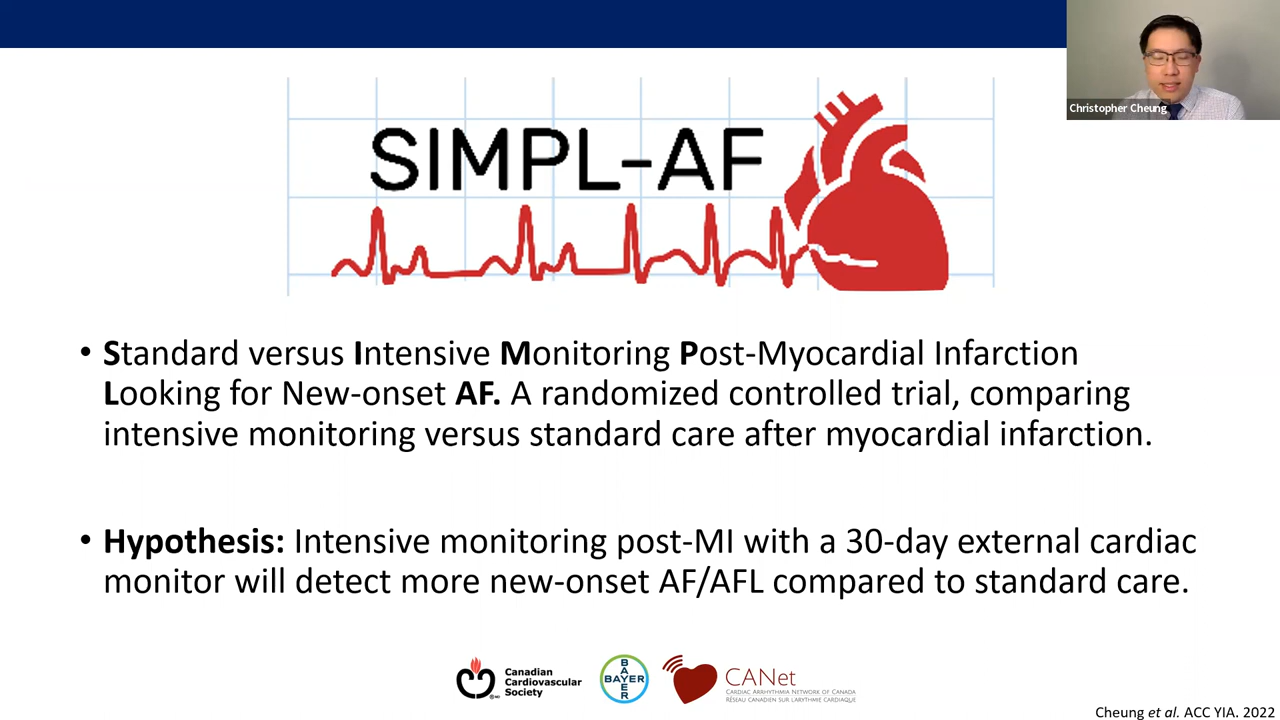 Christopher Cheung
SIMPL-AF
• Standard versus Intensive Monitoring Post-Myocardial Infarction
Looking for New-onset AF. A randomized controlled trial, comparing
intensive monitoring versus standard care after myocardial infarction.
• Hypothesis: Intensive monitoring post-MI with a 30-day external cardiac
monitor will detect more new-onset AF/AFL compared to standard care.
Canadian
Cardiovascular
Society
BAYER
BAYER
CANet
CARDIAC ARRHYTHMIA NETWORK OF CANADA
RÉSEAU CANADIEN SUR L'ARYTHMIE CARDIAQUE
Cheung et al. ACC YIA. 2022